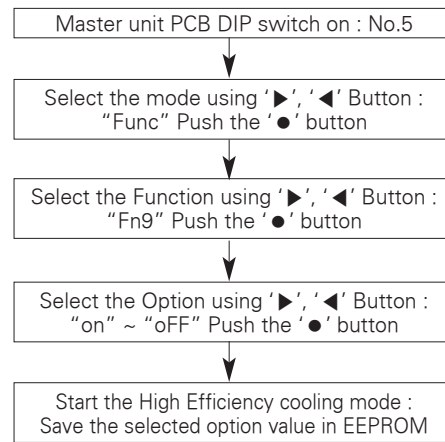 Master unit PCB DIP switch on : No.5
Select the mode using ‘▶’, ‘◀’ Button :
“Func” Push the ‘●’ button
Select the Function using ‘▶’, ‘◀’ Button :
“Fn9” Push the ‘●’ button
Select the Option using ‘▶’, ‘◀’ Button :
“on” ~ “oFF” Push the ‘●’ button
Start the High Efficiency cooling mode :
Save the selected option value in EEPROM